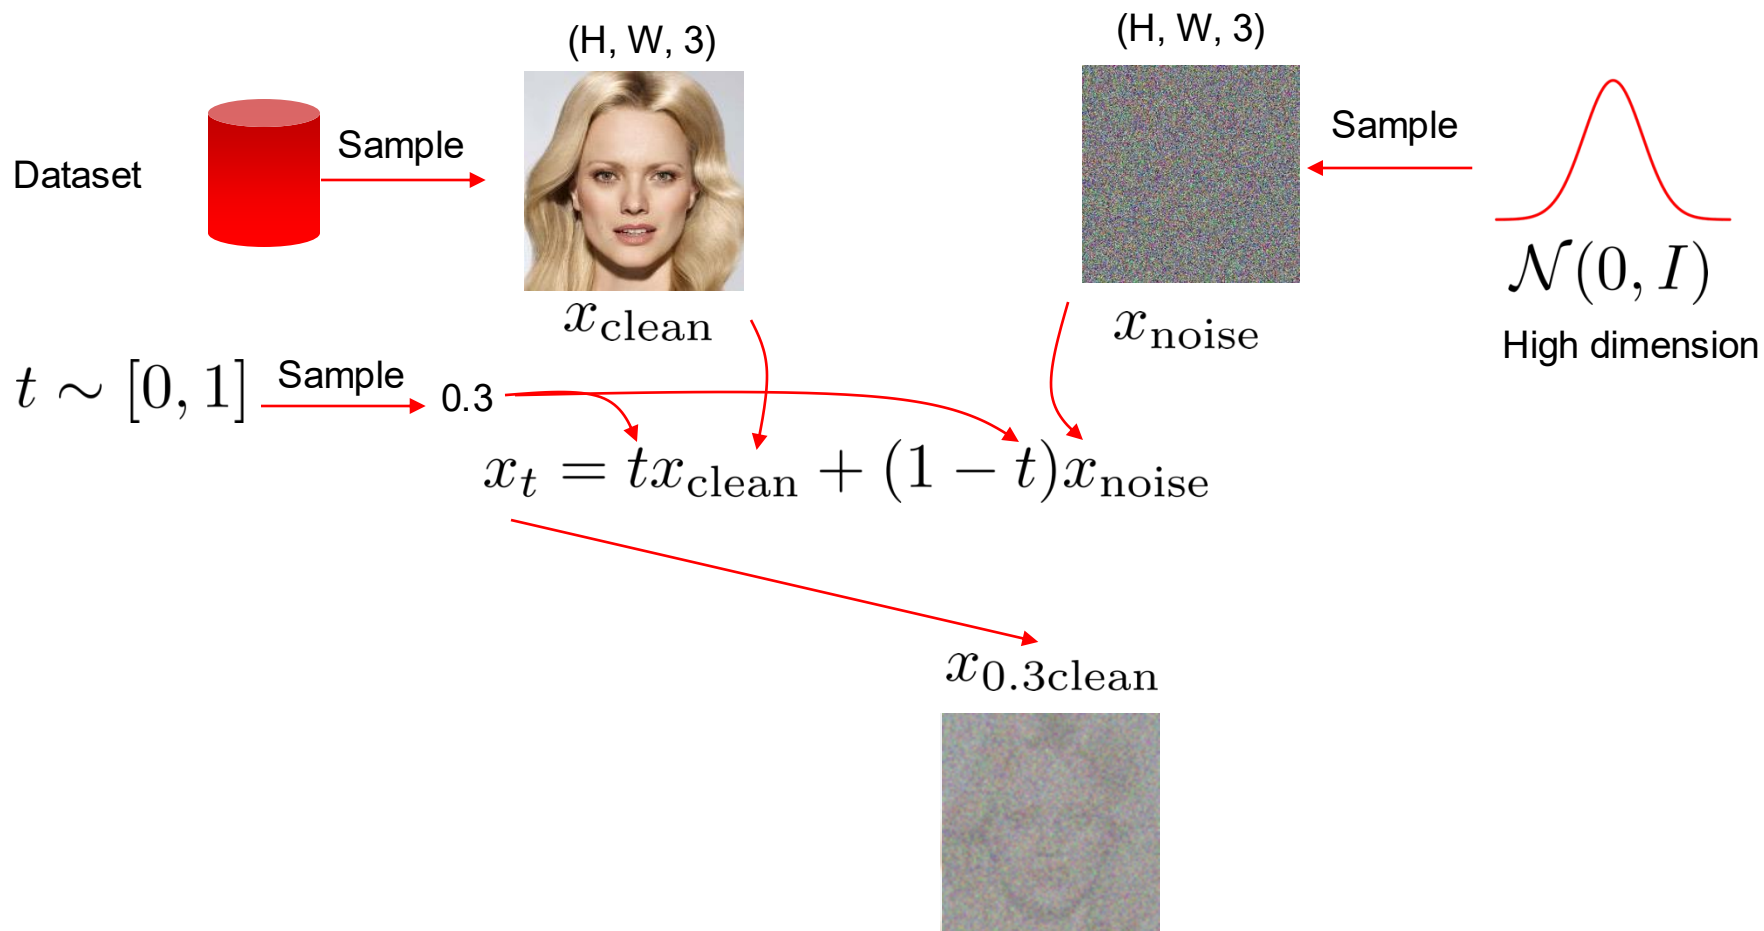 (H, W, 3)
(H, W, 3)
Dataset
Sample
Sample
x_clean
x_noise
N(0, I)
High dimension
t ∼ [0, 1]
Sample
0.3
x_t = tx_clean + (1 − t)x_noise
x_0.3clean